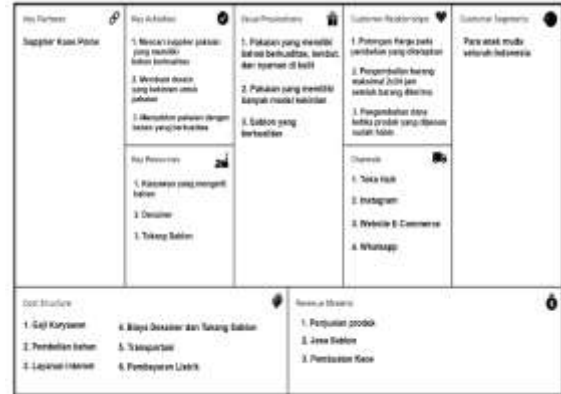 Key Partners
Supplier Kaos Polos
Key Activities
1. Mencari supplier pakaian
yang memiliki
bahan berkualitas
2. Membuat desain
yang kekinian untuk
pakaian
3. Menyablon pakaian dengan
bahan yang berkualitas
Key Resources
1. Karyawan yang mengerti
bahan
2. Desainer
3. Tukang Sablon
Value Propositions
1. Pakaian yang memiliki
bahan berkualitas, lembut,
dan nyaman di kulit
2. Pakaian yang memiliki
banyak model kekinian
3. Sablon yang
berkualitas
Customer Relationships
1. Potongan Harga pada
pembelian yang ditetapkan
2. Pengembalian barang
maksimal 2x24 jam
setelah barang diterima
3. Pengembalian dana
ketika produk yang dipesan
sudah habis
Channels
1. Toko fisik
2. Instagram
3. Website E-Commerce
4. Whatsapp
Customer Segments
Para anak muda
seluruh Indonesia
Cost Structure
1. Gaji Karyawan
2. Pembelian bahan
3. Layanan Internet
4. Biaya Desainer dan Tukang Sablon
5. Transportasi
6. Pembayaran Listrik
Revenue Streams
1. Penjualan produk
2. Jasa Sablon
3. Pembuatan Kaos